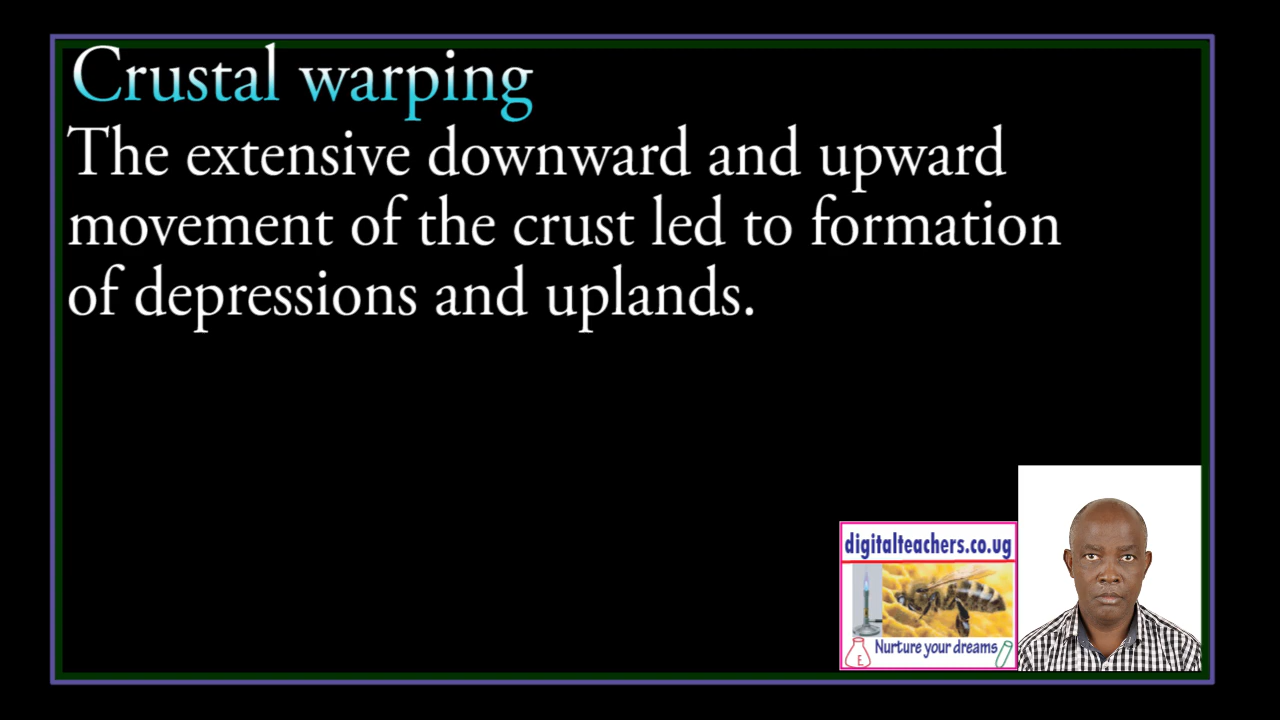 Crustal warping
The extensive downward and upward
movement of the crust led to formation
of depressions and uplands.
digitalteachers.co.ug
Nurture your dreams
E